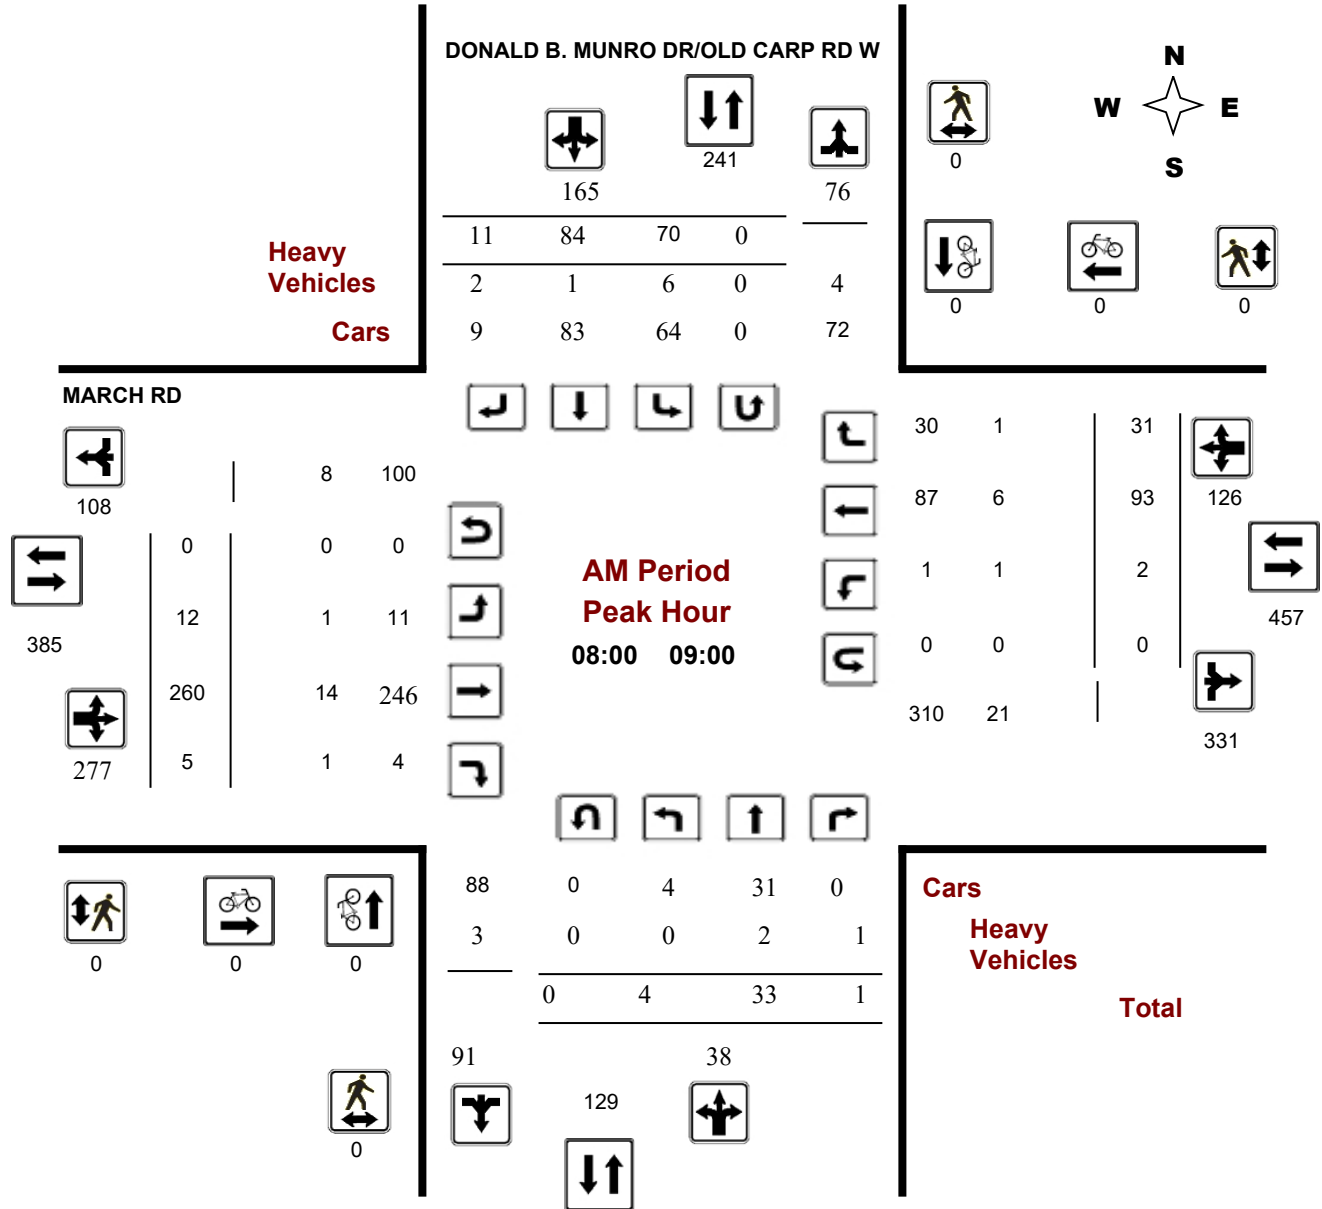 DONALD B. MUNRO DR/OLD CARP RD W
N
W E
S
241
0
165 76
11 84 70 0
Heavy
Vehicles 2 1 6 0 4
Cars 9 83 64 0 72
0 0 0
MARCH RD
30 1 31
8 100
108
87 6 93 126
0 0 0
AM Period
1 1 2
Peak Hour
12 1 11
457
385
08:00 09:00
0 0 0
260 14 246
310 21
331
277 5 1 4
88 0 4 31 0 Cars
3 0 0 2 1 Heavy
Vehicles
0 0 0
0 4 33 1 Total
91 38
129
0